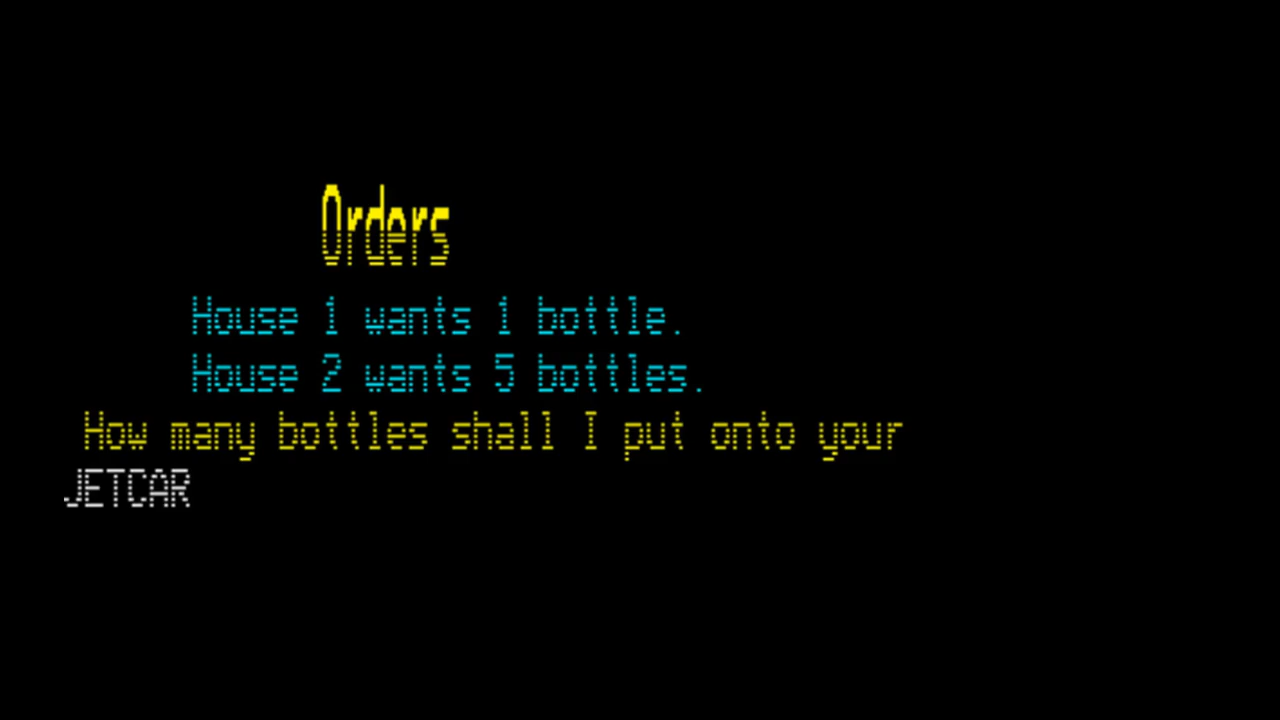 Orders
House 1 wants 1 bottle.
House 2 wants 5 bottles.
How many bottles shall I put onto your
JETCAR